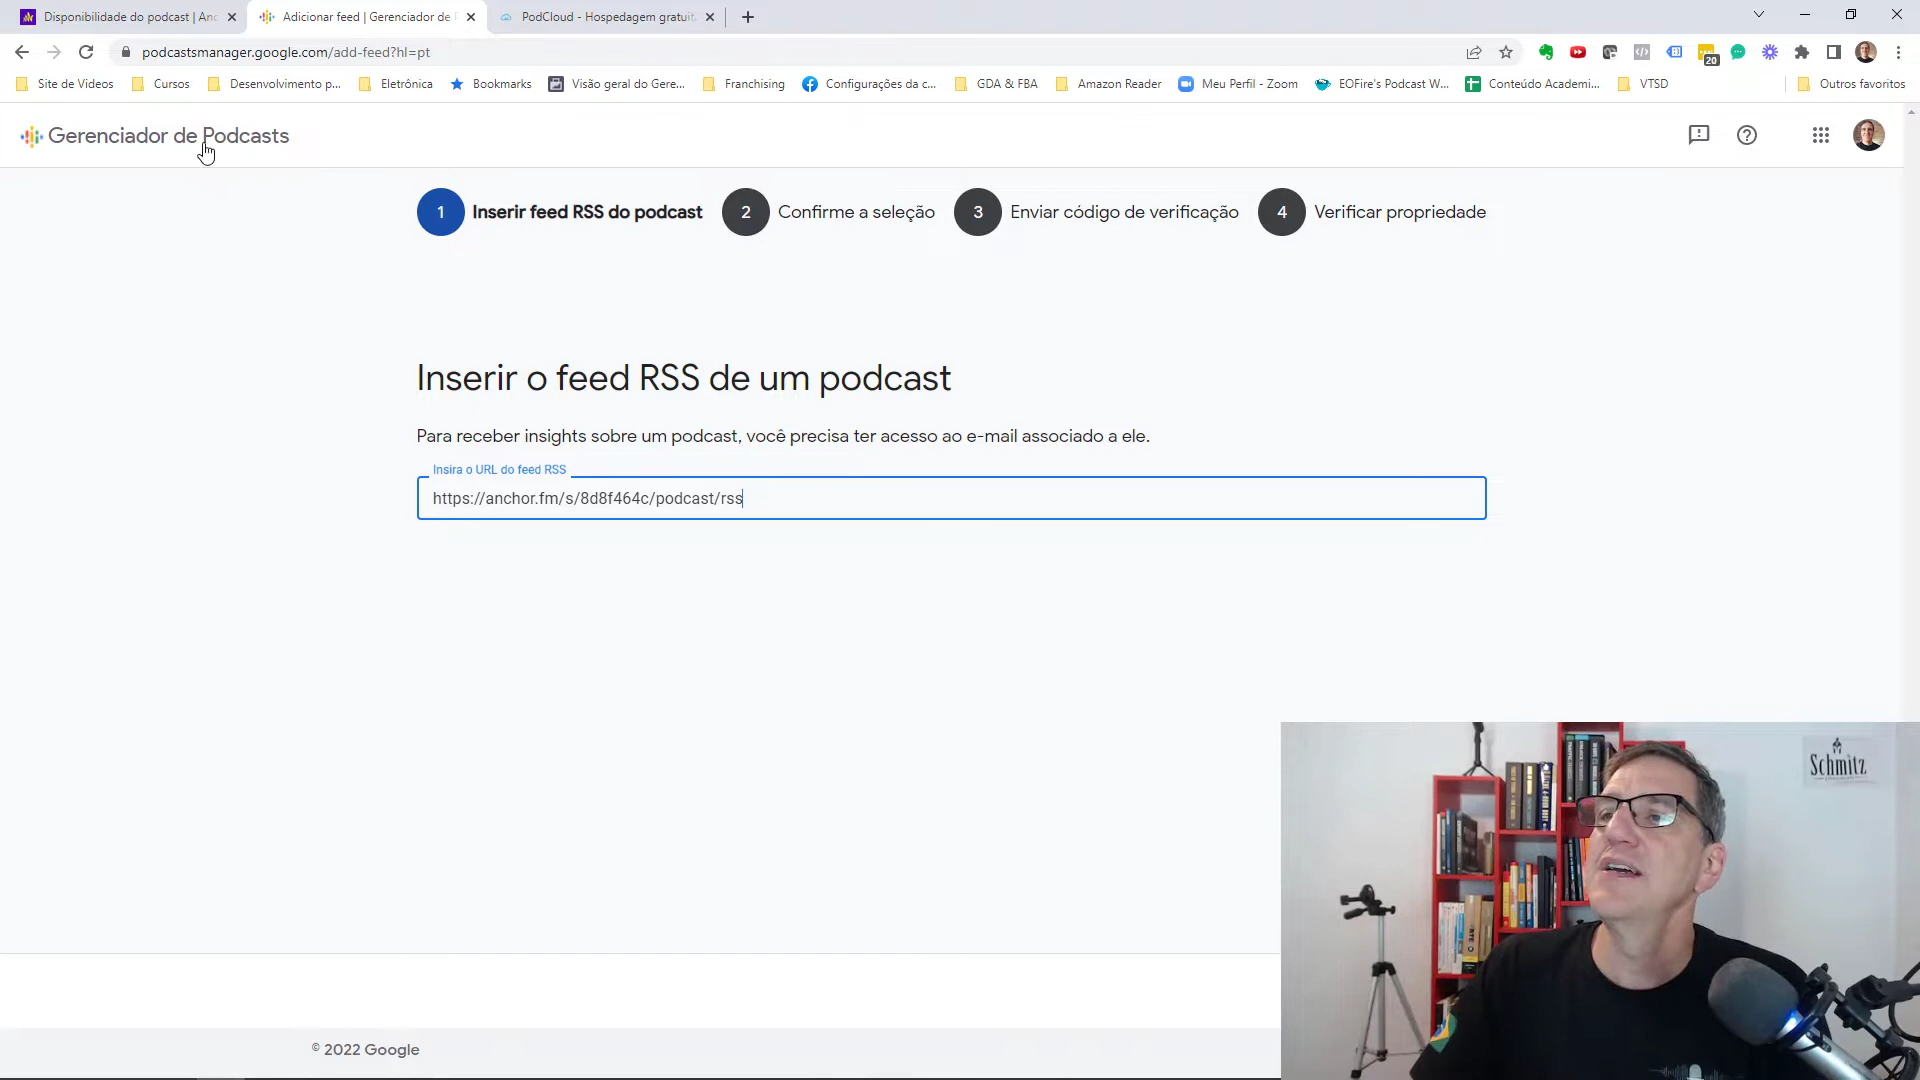 Disponibilidade do podcast | Anc
Adicionar feed | Gerenciador de P
PodCloud - Hospedagem gratuit
podcastsmanager.google.com/add-feed?hl=pt
20
Site de Vídeos
Cursos
Desenvolvimento p...
Eletrônica
Bookmarks
Visão geral do Gere...
Franchising
Configurações da c...
GDA & FBA
Amazon Reader
Meu Perfil - Zoom
EOFire's Podcast W...
Conteúdo Academi...
VTSD
Outros favoritos
Gerenciador de Podcasts
1 Inserir feed RSS do podcast
2 Confirme a seleção
3 Enviar código de verificação
4 Verificar propriedade
Inserir o feed RSS de um podcast
Para receber insights sobre um podcast, você precisa ter acesso ao e-mail associado a ele.
Insira o URL do feed RSS
https://anchor.fm/s/8d8f464c/podcast/rss
Schmitz
© 2022 Google